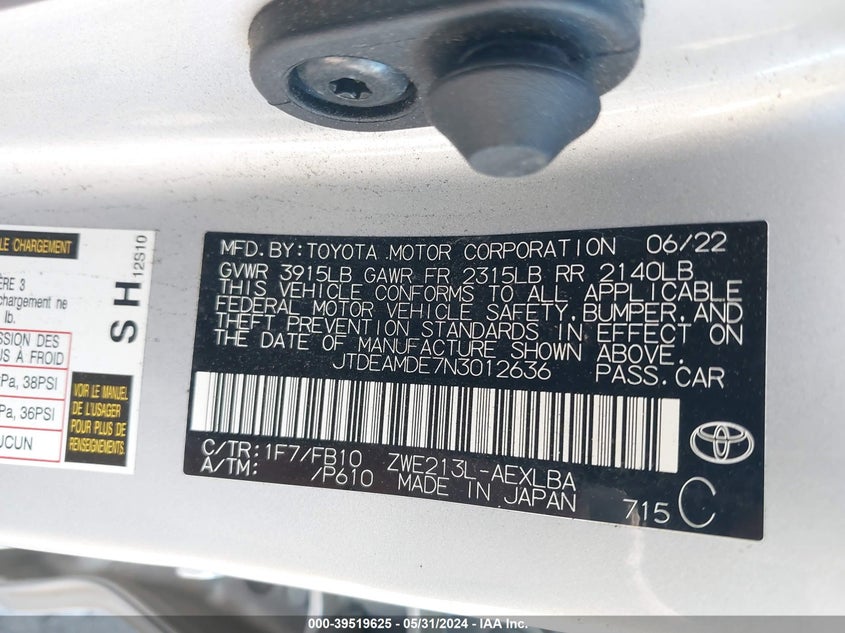 LE CHARGEMENT
ÈRE 3
chargement ne
lb.
SSION DES
US À FROID
Pa, 38PSI
Pa, 36PSI
UCUN
SH
12S10
VOIR LE MANUEL
DE L'USAGER
POUR PLUS DE
RENSEIGNEMENTS
MFD. BY: TOYOTA MOTOR CORPORATION 06/22
GVWR 3915LB GAWR FR 2315LB RR 2140LB
THIS VEHICLE CONFORMS TO ALL APPLICABLE
FEDERAL MOTOR VEHICLE SAFETY, BUMPER, AND
THEFT PREVENTION STANDARDS IN EFFECT ON
THE DATE OF MANUFACTURE SHOWN ABOVE.
JTDEAMDE7N3012636 PASS. CAR
C/TR: 1F7/FB10 ZWE213L-AEXLBA
A/TM: /P610 MADE IN JAPAN
715 C
000-39519625 - 05/31/2024 - IAA Inc.